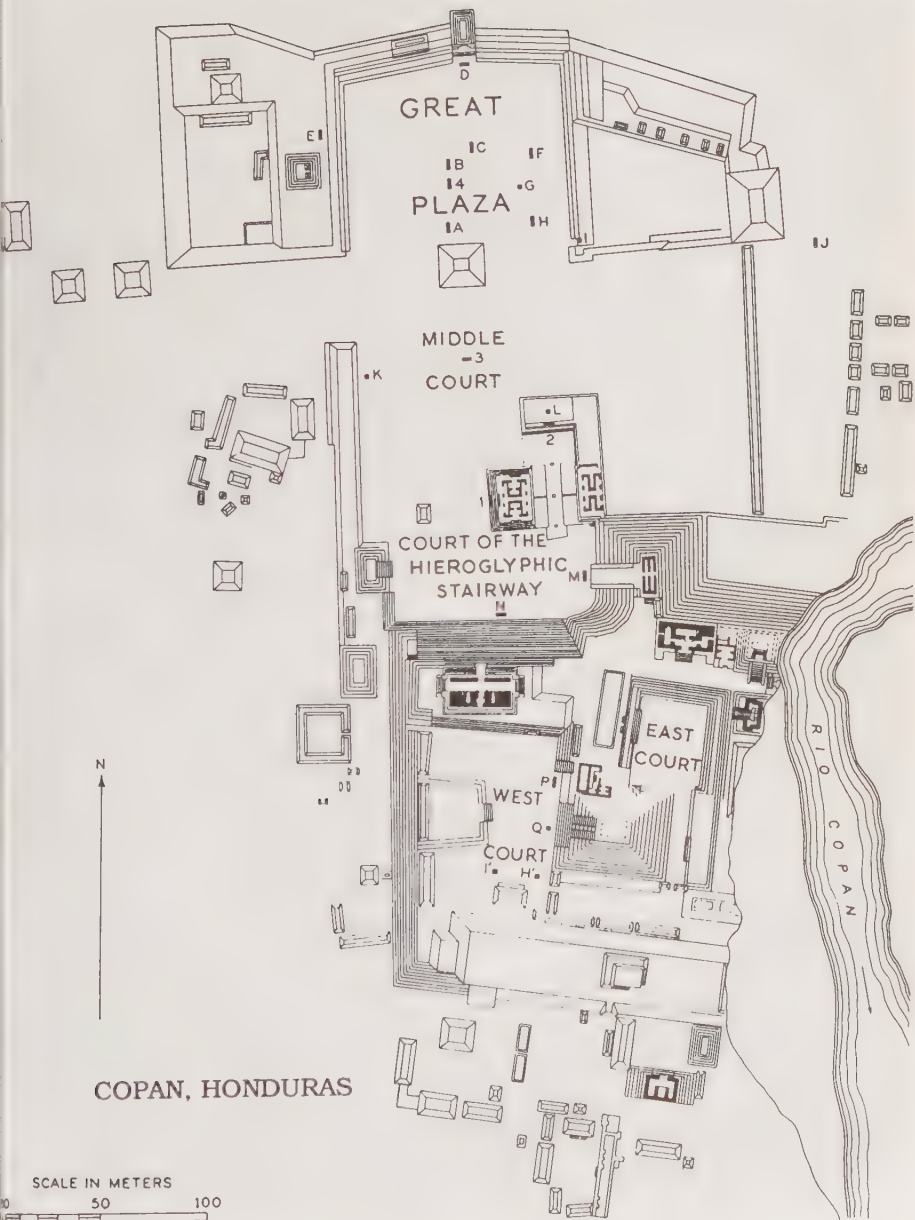 D
GREAT
E
C
F
B
4
G
PLAZA
A
H
I
J
MIDDLE
3
K
COURT
L
2
1
COURT OF THE
HIEROGLYPHIC
M
STAIRWAY
N
EAST
COURT
RIO COPAN
N
P
WEST
Q
COURT
I'
H'
COPAN, HONDURAS
SCALE IN METERS
50
100